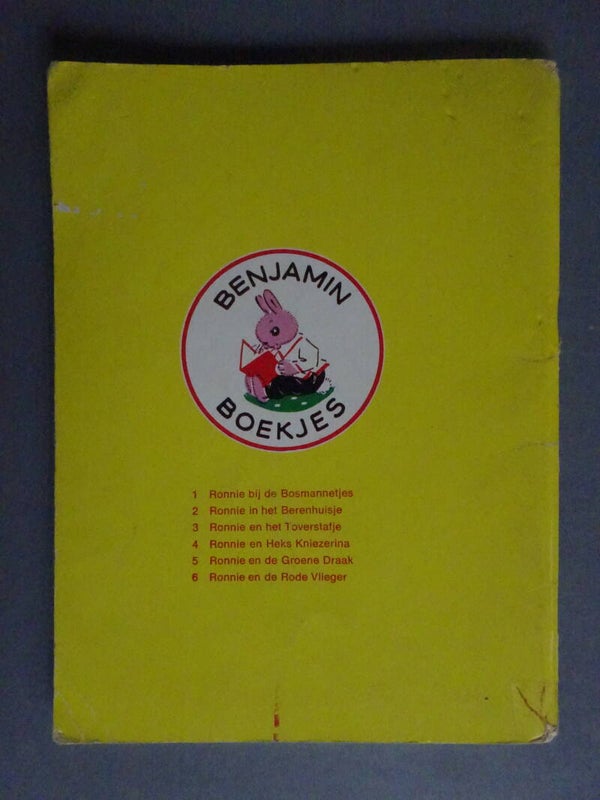 BENJAMIN
BOEKJES
1 Ronnie bij de Bosmannetjes
2 Ronnie in het Berenhuisje
3 Ronnie en het Toverstafje
4 Ronnie en Heks Kniezerina
5 Ronnie en de Groene Draak
6 Ronnie en de Rode Vlieger